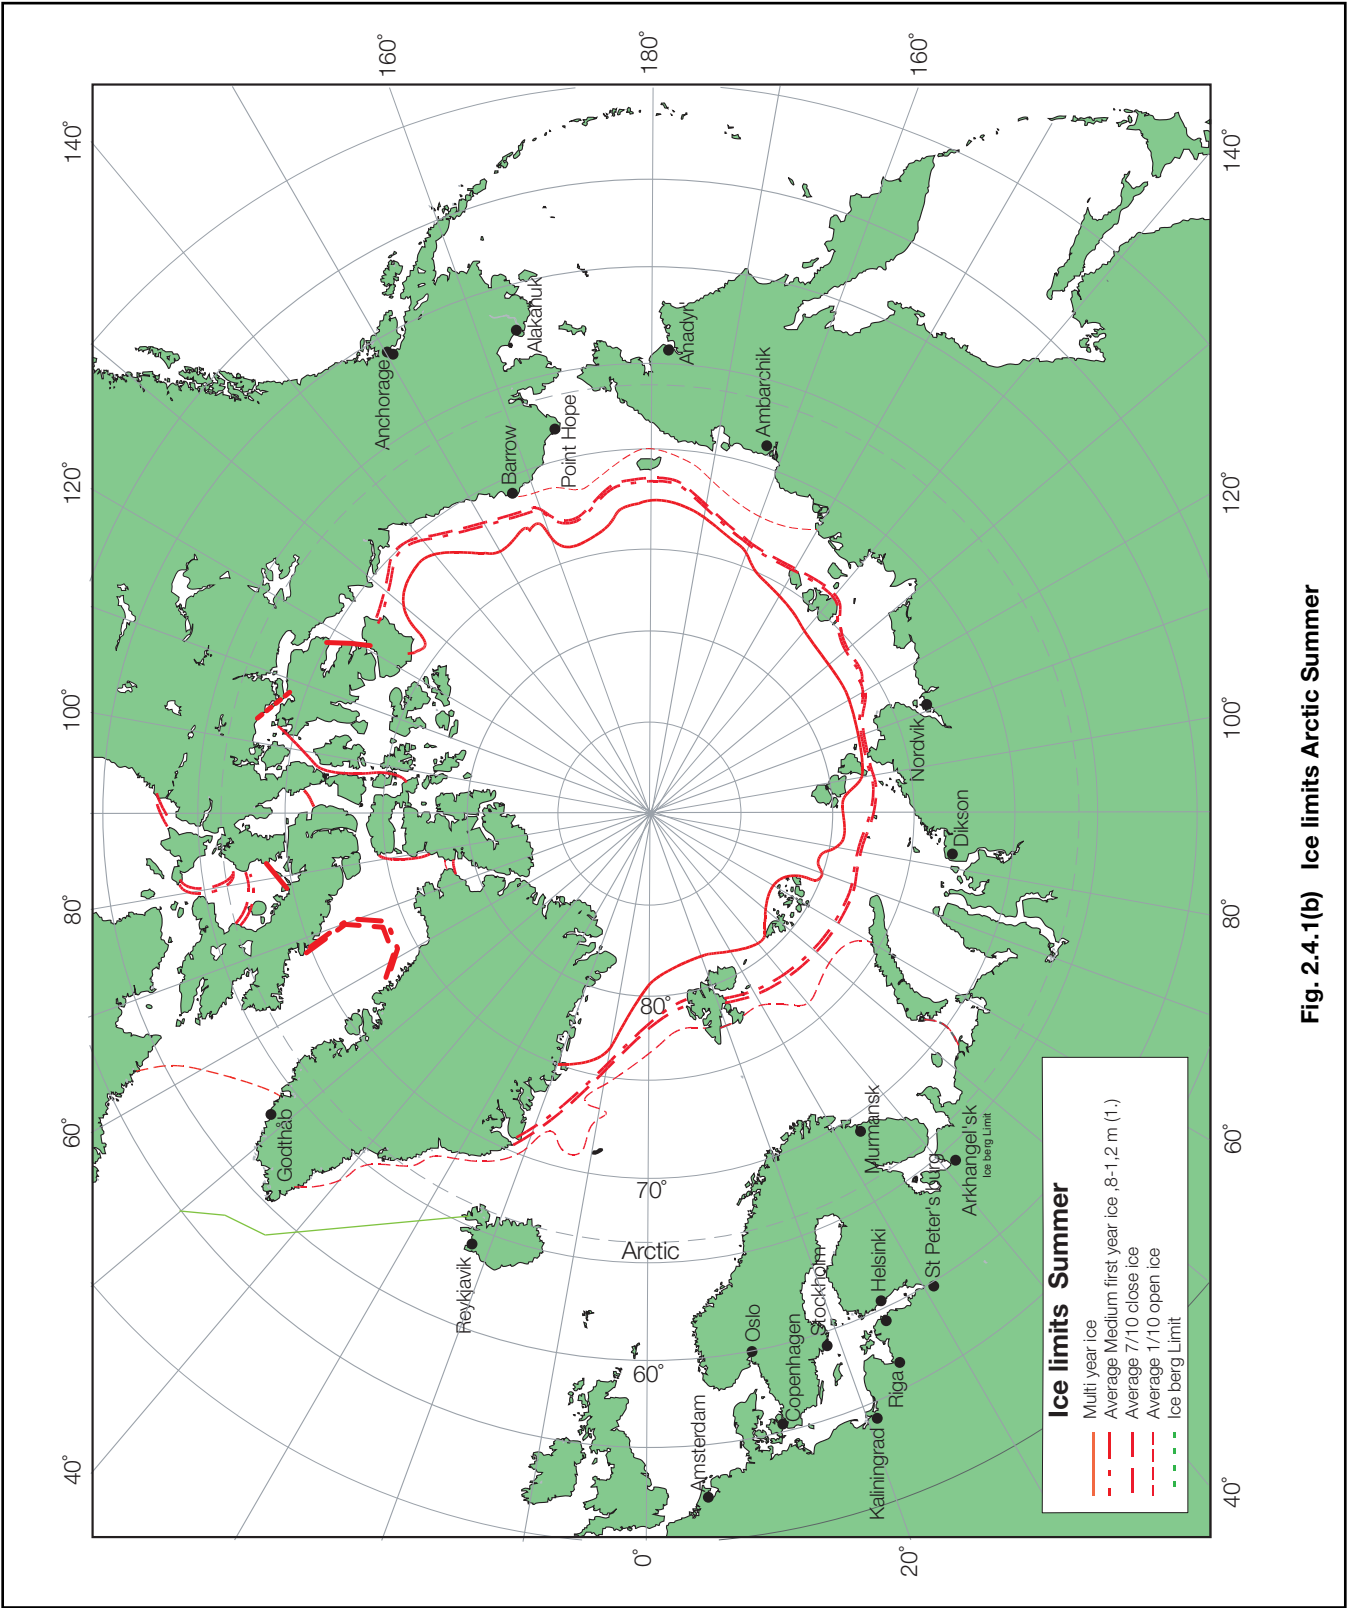 160°
180°
160°
140°
140°
Anchorage
Alakanuk
Anadyr'
Barrow
Point Hope
Ambarchik
120°
120°
100°
100°
Nordvik
Dikson
80°
80°
80°
60°
60°
Godthåb
Murmansk
Arkhangel'sk
Ice berg Limit
70°
Arctic
Reykjavik
St Peter's burg
Helsinki
Stockholm
Oslo
Copenhagen
Riga
60°
Amsterdam
Kaliningrad
40°
40°
0°
20°
Ice limits Summer
Multi year ice
Average Medium first year ice ,8-1,2 m (1.)
Average 7/10 close ice
Average 1/10 open ice
Ice berg Limit
Fig. 2.4.1(b) Ice limits Arctic Summer